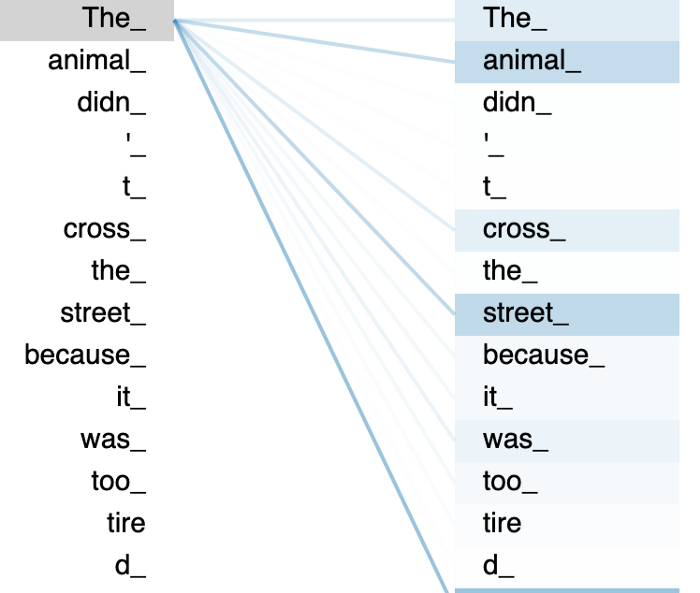 The_ The_
animal_ animal_
didn_ didn_
'_ '_
t_ t_
cross_ cross_
the_ the_
street_ street_
because_ because_
it_ it_
was_ was_
too_ too_
tire tire
d_ d_